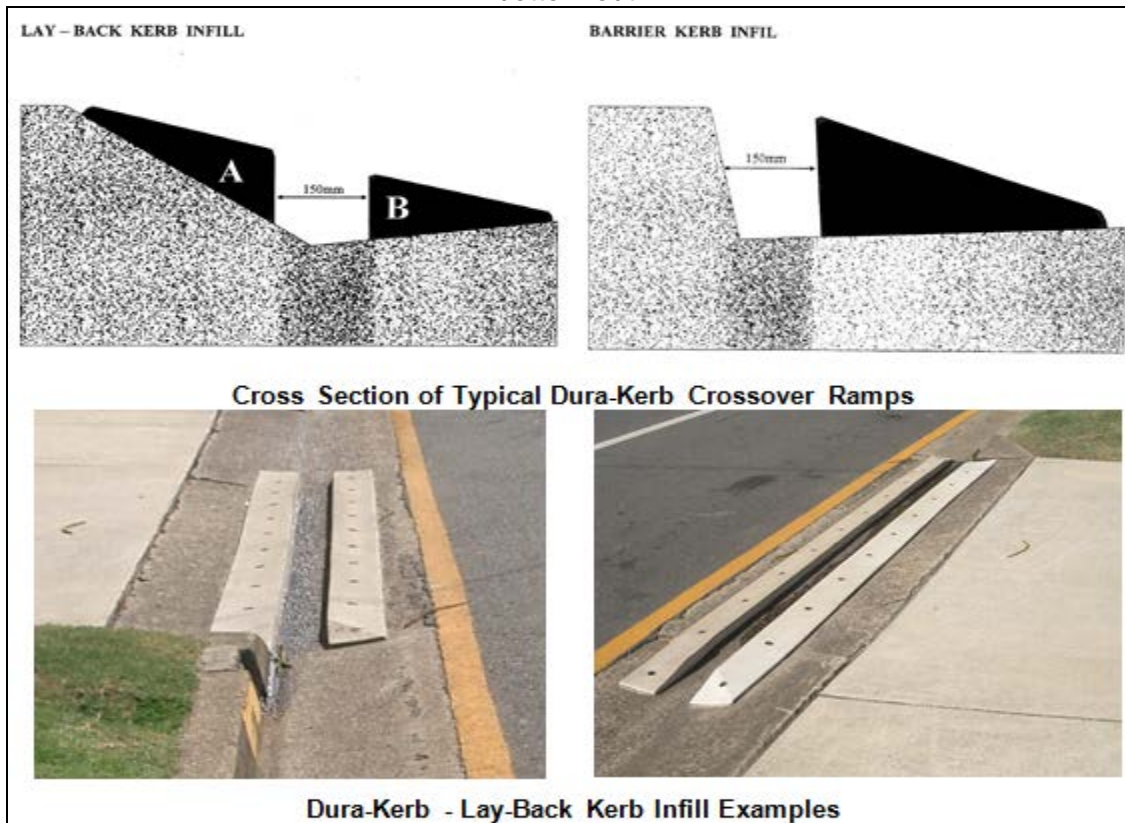 LAY – BACK KERB INFILL
BARRIER KERB INFIL
A
150mm
B
150mm
Cross Section of Typical Dura-Kerb Crossover Ramps
Dura-Kerb - Lay-Back Kerb Infill Examples